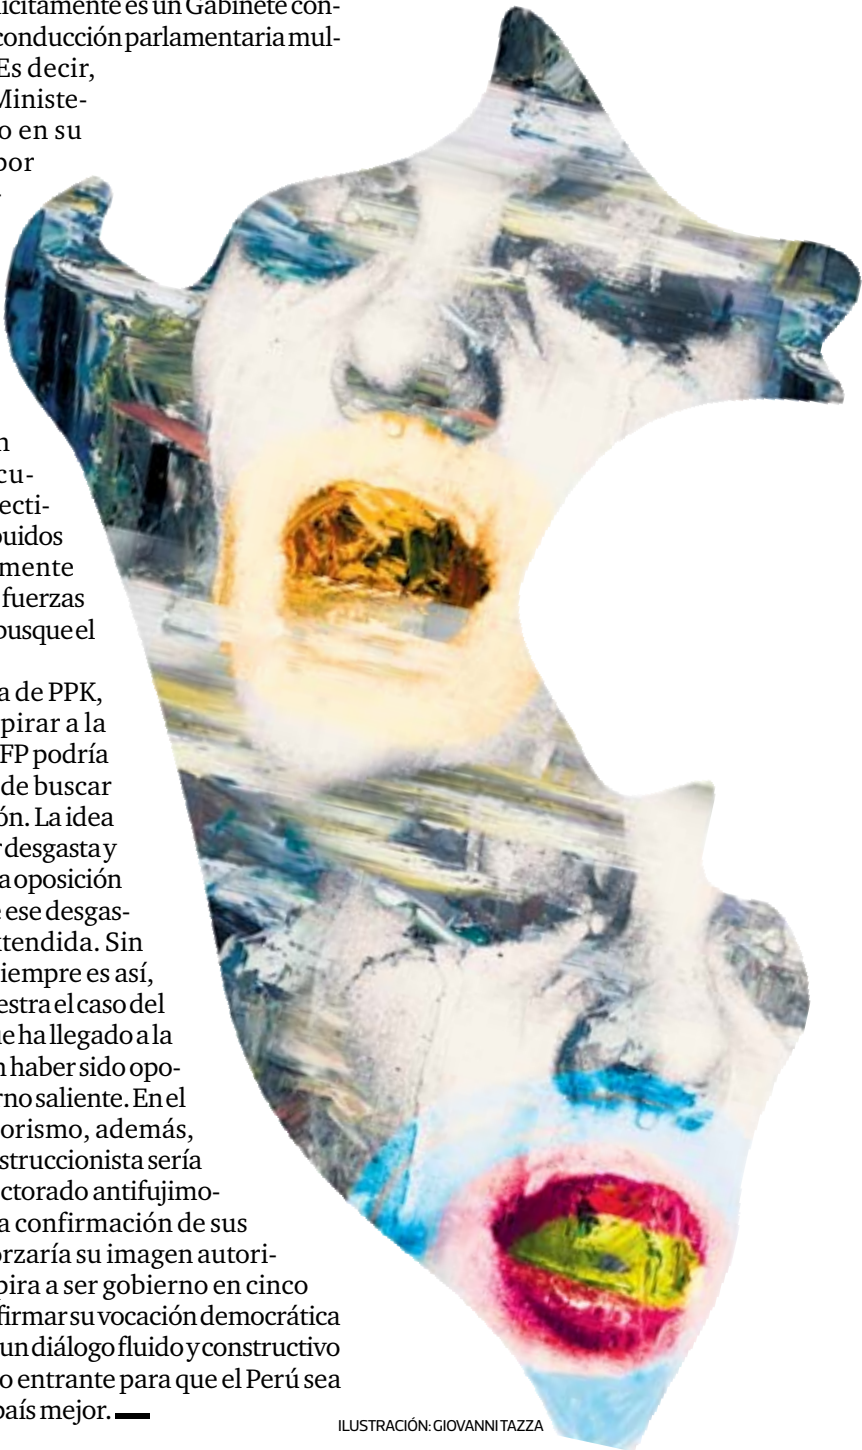 lícitamente es un Gabinete con-
conducción parlamentaria mul-
Es decir,
Ministe-
o en su
por
n
cu-
ecti-
buidos
mente
fuerzas
busque el
a de PPK,
pirar a la
FP podría
de buscar
ón. La idea
r desgasta y
a oposición
e ese desgas-
xtendida. Sin
iempre es así,
estra el caso del
ue ha llegado a la
n haber sido opo-
rno saliente. En el
orismo, además,
struccionista sería
ctorado antifujimo-
a confirmación de sus
orzaría su imagen autori-
pira a ser gobierno en cinco
firmar su vocación democrática
un diálogo fluido y constructivo
o entrante para que el Perú sea
país mejor.
ILUSTRACIÓN: GIOVANNI TAZZA